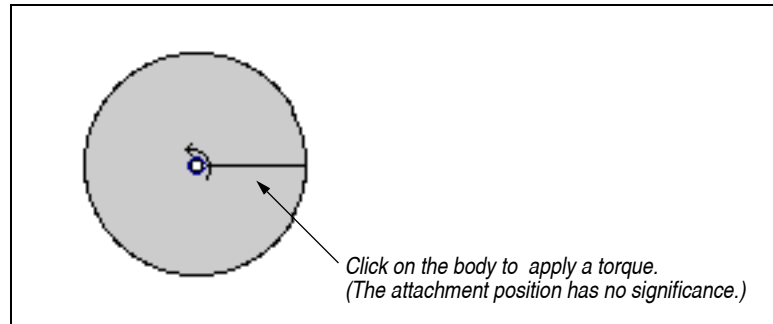 Click on the body to apply a torque.
(The attachment position has no significance.)